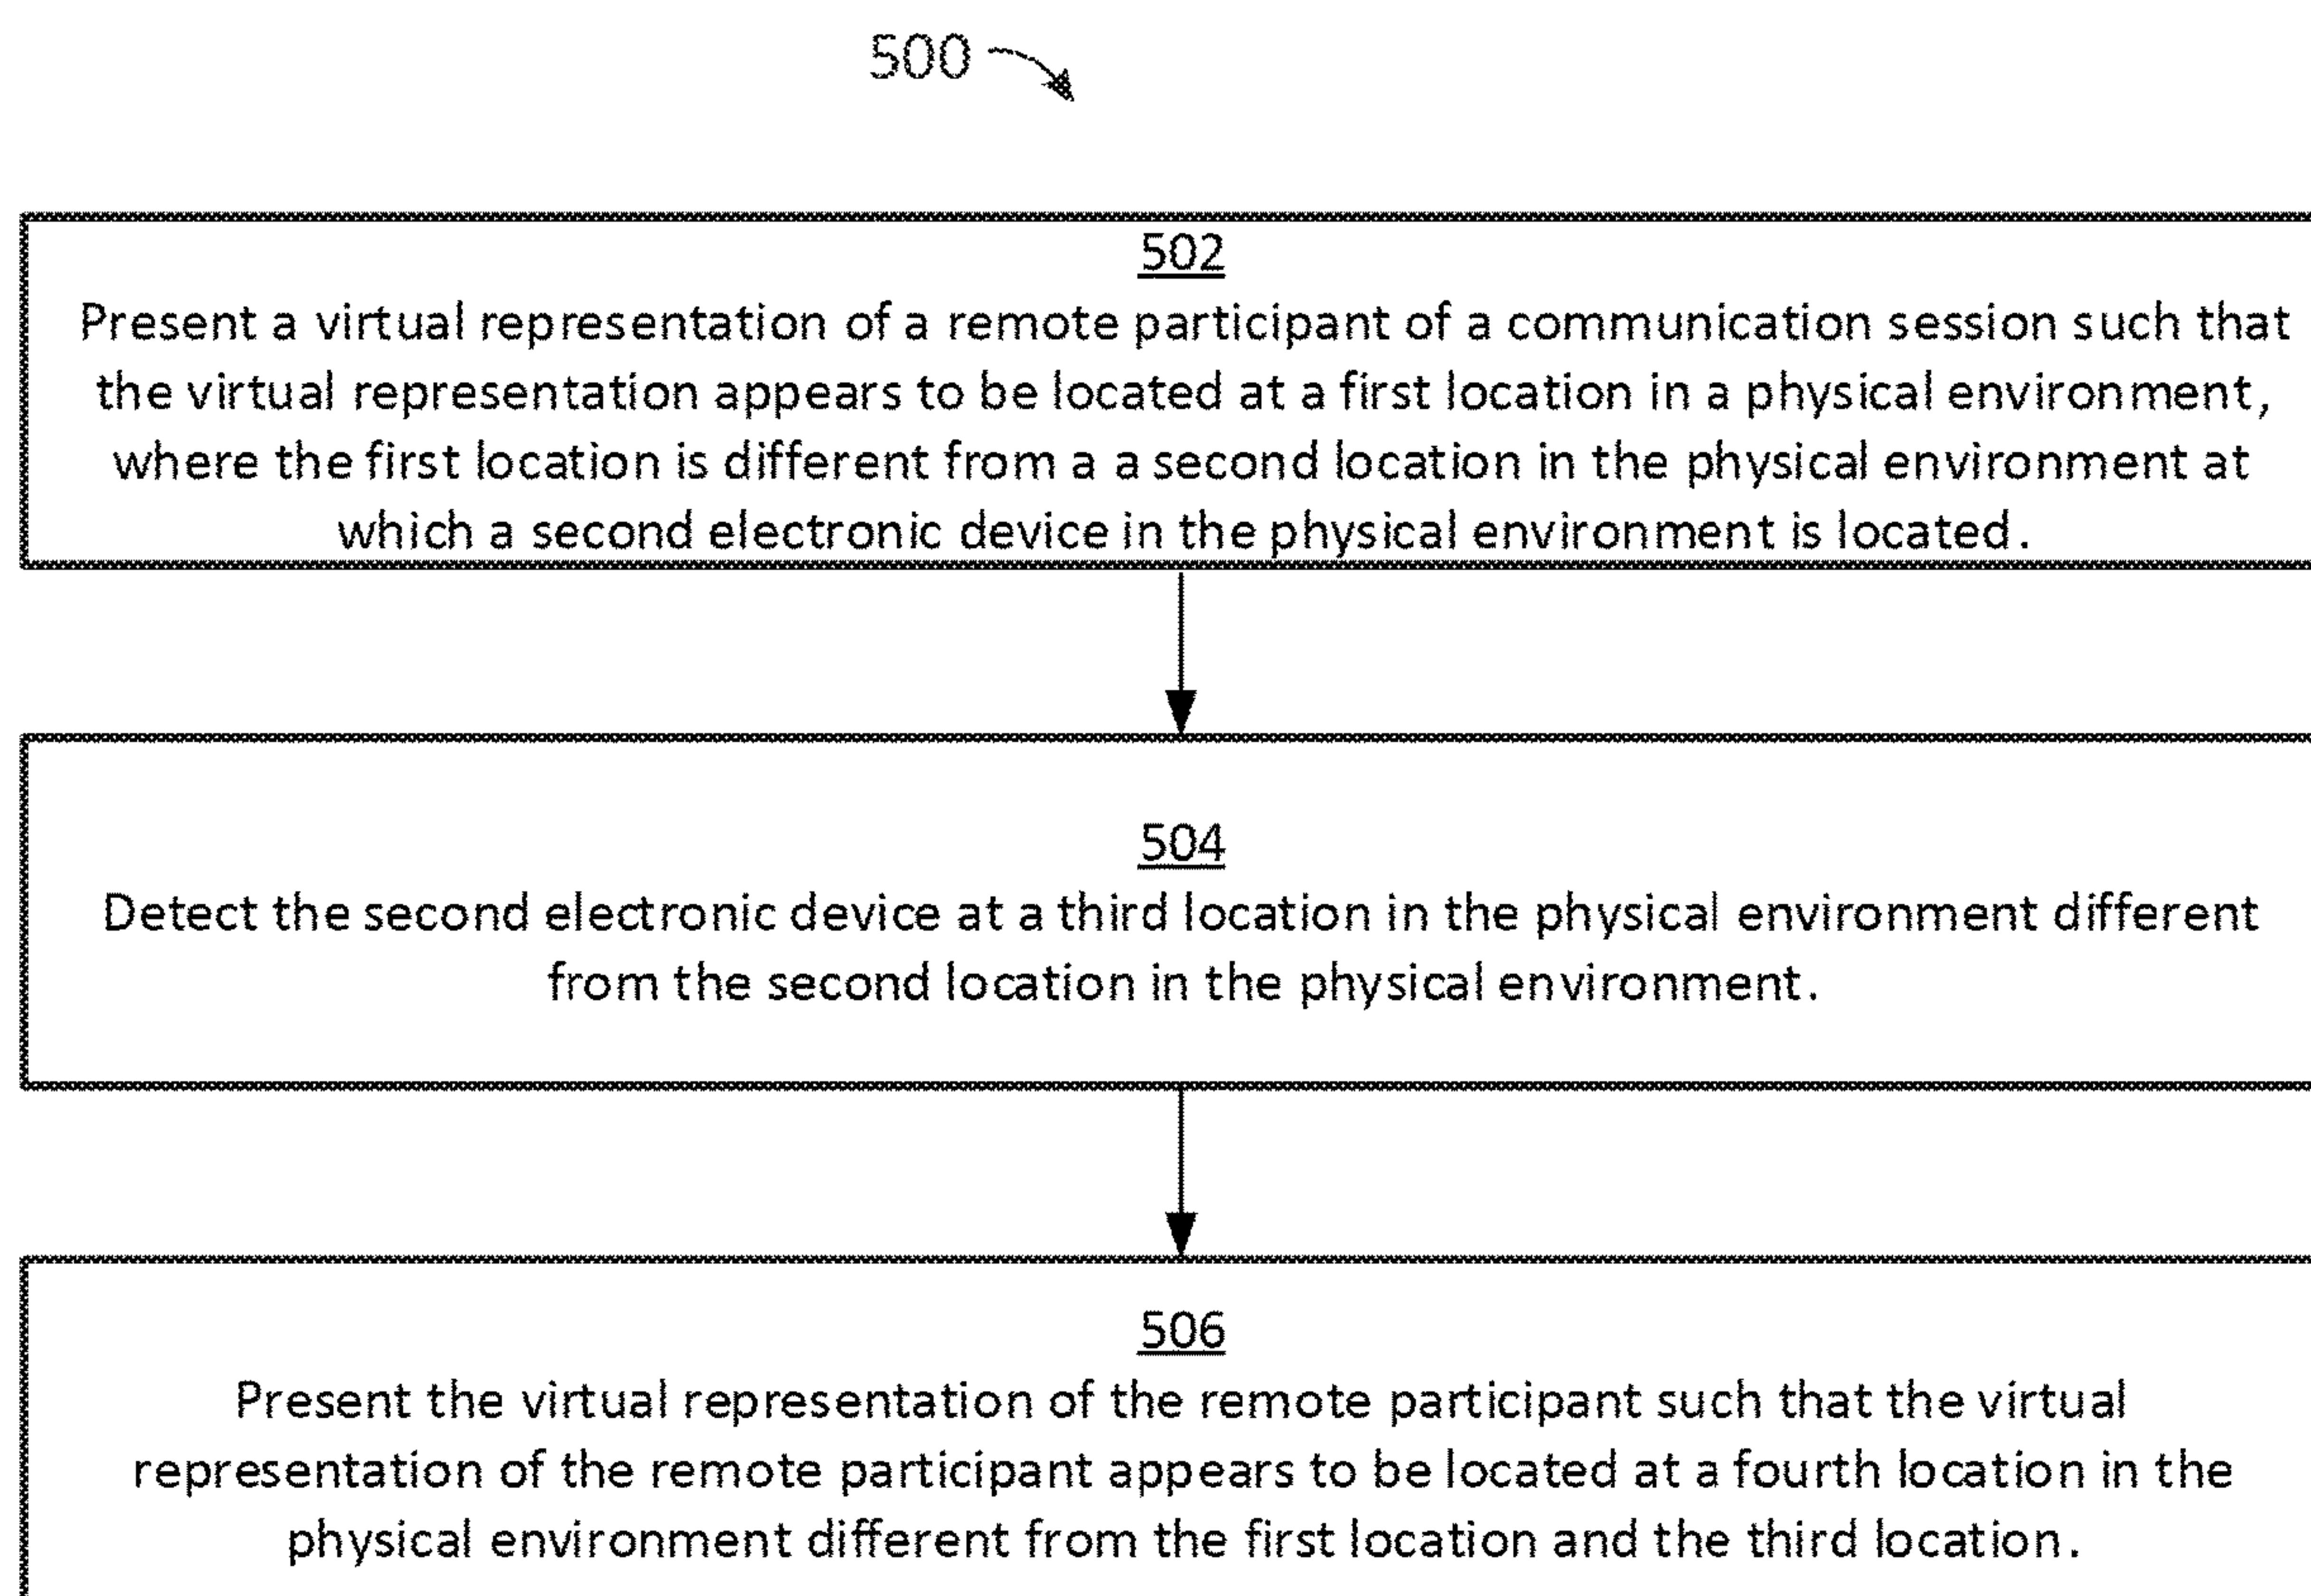 500
502
Present a virtual representation of a remote participant of a communication session such that
the virtual representation appears to be located at a first location in a physical environment,
where the first location is different from a a second location in the physical environment at
which a second electronic device in the physical environment is located.
504
Detect the second electronic device at a third location in the physical environment different
from the second location in the physical environment.
506
Present the virtual representation of the remote participant such that the virtual
representation of the remote participant appears to be located at a fourth location in the
physical environment different from the first location and the third location.